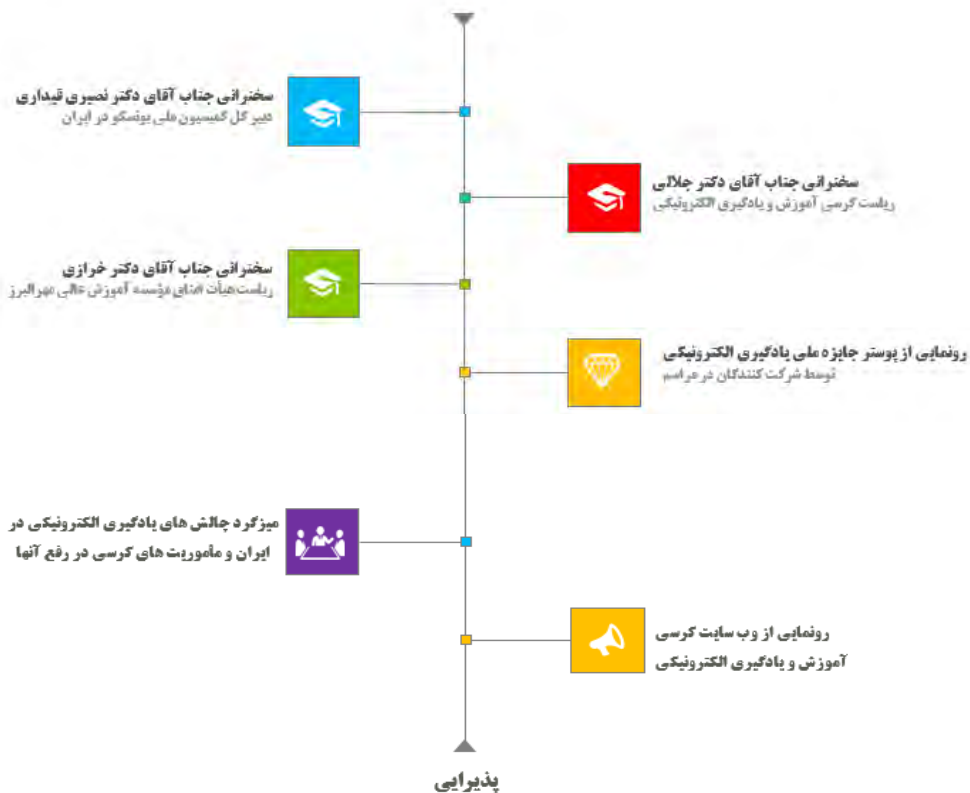 سخنرانی جناب آقای دکتر نصیری قیداری
دبیر کل کمیسیون ملی یونسکو در ایران
سخنرانی جناب آقای دکتر جلالی
ریاست کرسی آموزش و یادگیری الکترونیکی
سخنرانی جناب آقای دکتر خرازی
ریاست هیأت امنای مؤسسه آموزش عالی مهر البرز
رونمایی از پوستر جایزه ملی یادگیری الکترونیکی
توسط شرکت کنندگان در مراسم
میزگرد چالش های یادگیری الکترونیکی در
ایران و مأموریت های کرسی در رفع آنها
رونمایی از وب سایت کرسی
آموزش و یادگیری الکترونیکی
پذیرایی